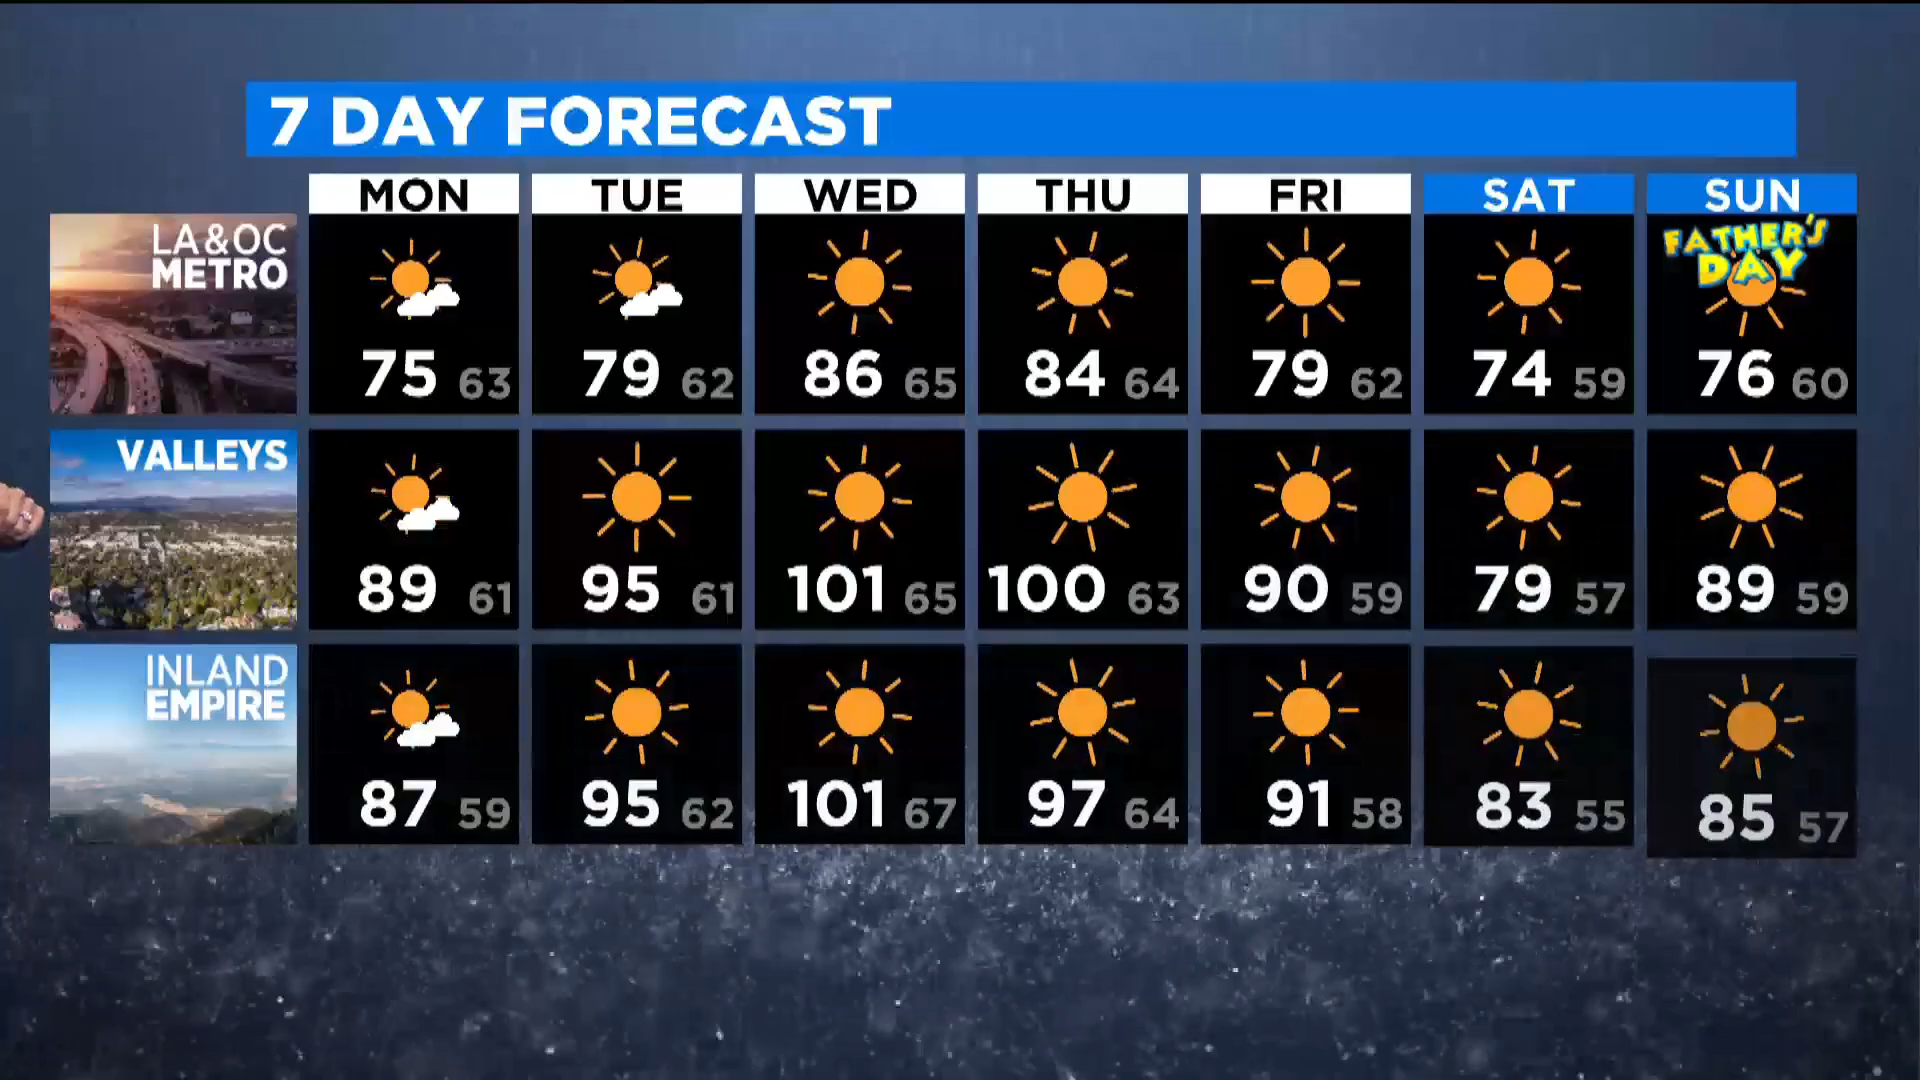 7 DAY FORECAST
MON TUE WED THU FRI SAT SUN
LA&OC
METRO
FATHER'S
DAY
75 63 79 62 86 65 84 64 79 62 74 59 76 60
VALLEYS
89 61 95 61 101 65 100 63 90 59 79 57 89 59
INLAND
EMPIRE
87 59 95 62 101 67 97 64 91 58 83 55 85 57